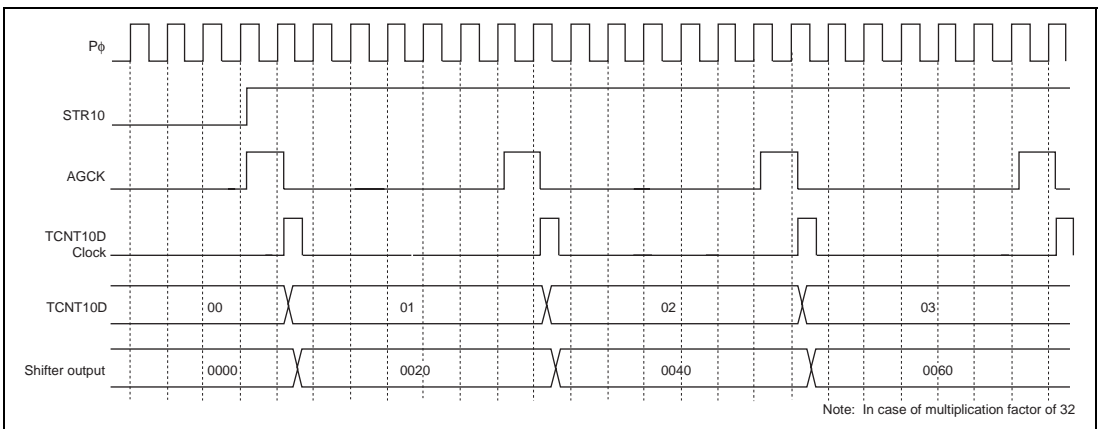 Pϕ
STR10
AGCK
TCNT10D
Clock
TCNT10D
00
01
02
03
Shifter output
0000
0020
0040
0060
Note: In case of multiplication factor of 32